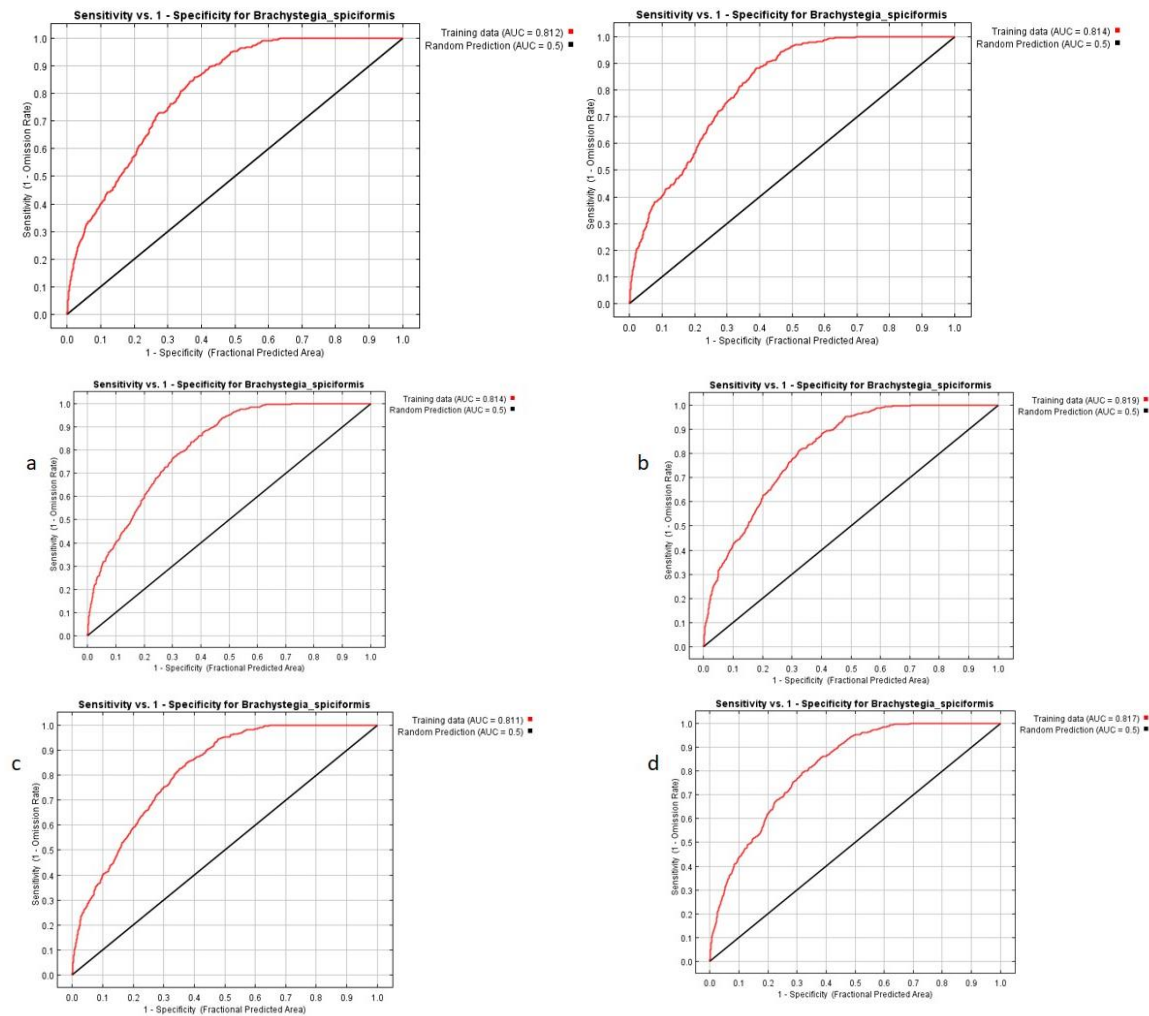 Sensitivity vs. 1 - Specificity for Brachystegia_spiciformis
Training data (AUC = 0.812)
Random Prediction (AUC = 0.5)
Sensitivity (1 - Omission Rate)
1.0
0.9
0.8
0.7
0.6
0.5
0.4
0.3
0.2
0.1
0.0
0.0 0.1 0.2 0.3 0.4 0.5 0.6 0.7 0.8 0.9 1.0
1 - Specificity (Fractional Predicted Area)
Sensitivity vs. 1 - Specificity for Brachystegia_spiciformis
Training data (AUC = 0.814)
Random Prediction (AUC = 0.5)
Sensitivity (1 - Omission Rate)
1.0
0.9
0.8
0.7
0.6
0.5
0.4
0.3
0.2
0.1
0.0
0.0 0.1 0.2 0.3 0.4 0.5 0.6 0.7 0.8 0.9 1.0
1 - Specificity (Fractional Predicted Area)
a
Sensitivity vs. 1 - Specificity for Brachystegia_spiciformis
Training data (AUC = 0.814)
Random Prediction (AUC = 0.5)
Sensitivity (1 - Omission Rate)
1.0
0.9
0.8
0.7
0.6
0.5
0.4
0.3
0.2
0.1
0.0
0.0 0.1 0.2 0.3 0.4 0.5 0.6 0.7 0.8 0.9 1.0
1 - Specificity (Fractional Predicted Area)
b
Sensitivity vs. 1 - Specificity for Brachystegia_spiciformis
Training data (AUC = 0.819)
Random Prediction (AUC = 0.5)
Sensitivity (1 - Omission Rate)
1.0
0.9
0.8
0.7
0.6
0.5
0.4
0.3
0.2
0.1
0.0
0.0 0.1 0.2 0.3 0.4 0.5 0.6 0.7 0.8 0.9 1.0
1 - Specificity (Fractional Predicted Area)
c
Sensitivity vs. 1 - Specificity for Brachystegia_spiciformis
Training data (AUC = 0.811)
Random Prediction (AUC = 0.5)
Sensitivity (1 - Omission Rate)
1.0
0.9
0.8
0.7
0.6
0.5
0.4
0.3
0.2
0.1
0.0
0.0 0.1 0.2 0.3 0.4 0.5 0.6 0.7 0.8 0.9 1.0
1 - Specificity (Fractional Predicted Area)
d
Sensitivity vs. 1 - Specificity for Brachystegia_spiciformis
Training data (AUC = 0.817)
Random Prediction (AUC = 0.5)
Sensitivity (1 - Omission Rate)
1.0
0.9
0.8
0.7
0.6
0.5
0.4
0.3
0.2
0.1
0.0
0.0 0.1 0.2 0.3 0.4 0.5 0.6 0.7 0.8 0.9 1.0
1 - Specificity (Fractional Predicted Area)